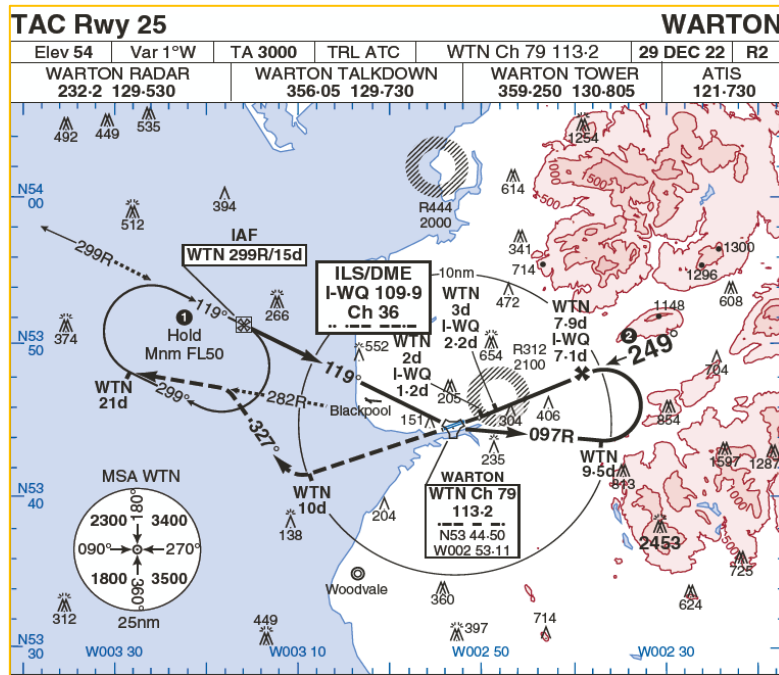 TAC Rwy 25 WARTON
Elev 54 Var 1°W TA 3000 TRL ATC WTN Ch 79 113·2 29 DEC 22 R2
WARTON RADAR WARTON TALKDOWN WARTON TOWER ATIS
232·2 129·530 356·05 129·730 359·250 130·805 121·730
492
449
535
1254
N54
00
394
512
614
500
1000
R444
2000
IAF
WTN 299R/15d
299R
341
714
1300
1296
119°
1
Hold
Mnm FL50
266
ILS/DME
I-WQ 109·9
Ch 36
10nm
WTN
3d
I-WQ
2·2d
472
WTN
7·9d
I-WQ
7·1d
608
1148
2
249°
N53
50
374
552
WTN
2d
I-WQ
1·2d
654
R312
2100
704
119°
WTN
21d
299°
282R
Blackpool
205
151
304
406
854
327°
097R
235
WTN
9·5d
813
1597
1287
MSA WTN
WTN
10d
WARTON
WTN Ch 79
113·2
N53 44·50
W002 53·11
N53
40
180°
2300 3400
090° 270°
1800 3500
360°
25nm
138
204
2453
500
725
Woodvale
312
360
624
449
397
714
N53
30
W003 30
W003 10
W002 50
W002 30